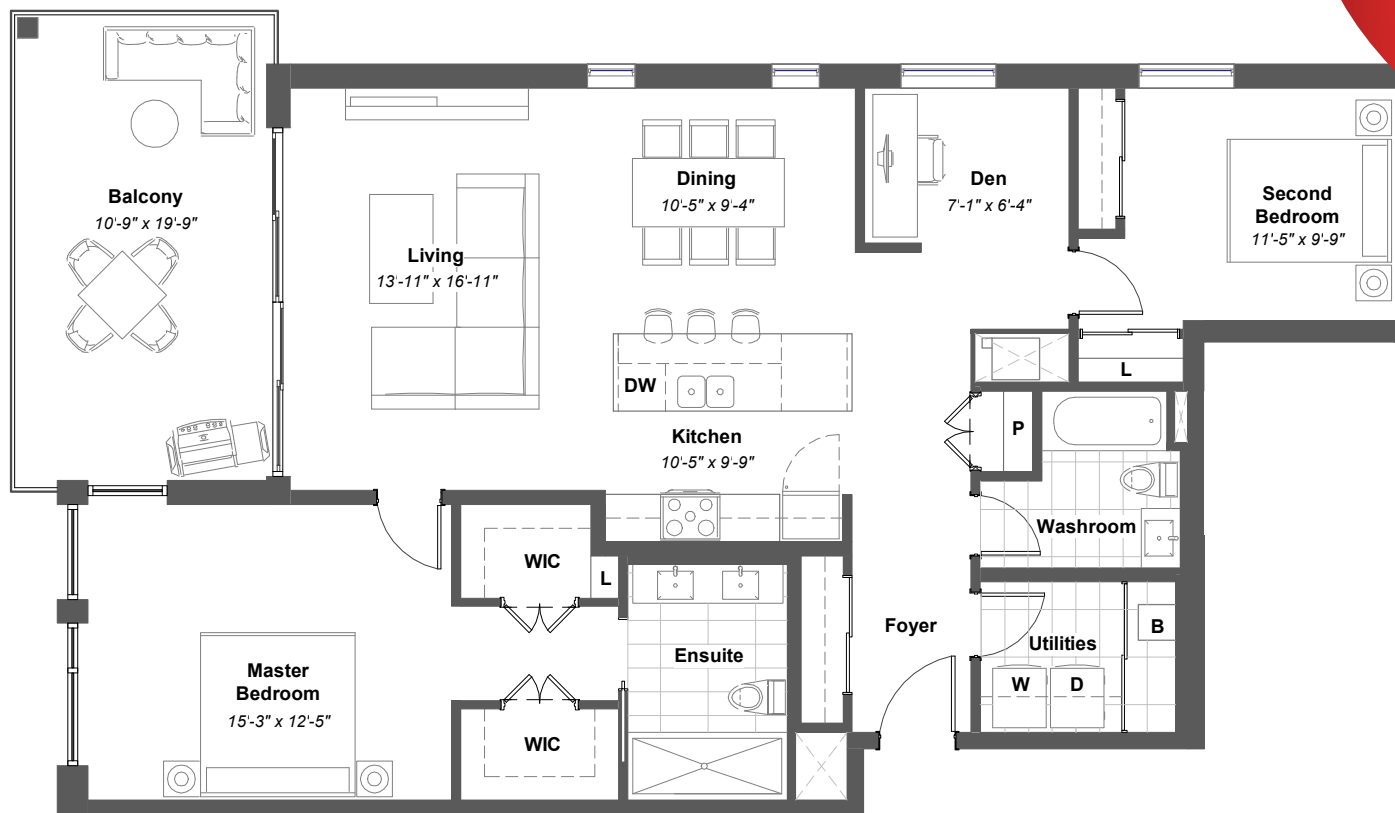 Balcony
10'-9" x 19'-9"
Living
13'-11" x 16'-11"
Dining
10'-5" x 9'-4"
Den
7'-1" x 6'-4"
Second
Bedroom
11'-5" x 9'-9"
DW
Kitchen
10'-5" x 9'-9"
L
P
Washroom
WIC
L
Ensuite
Foyer
Utilities
B
W
D
Master
Bedroom
15'-3" x 12'-5"
WIC